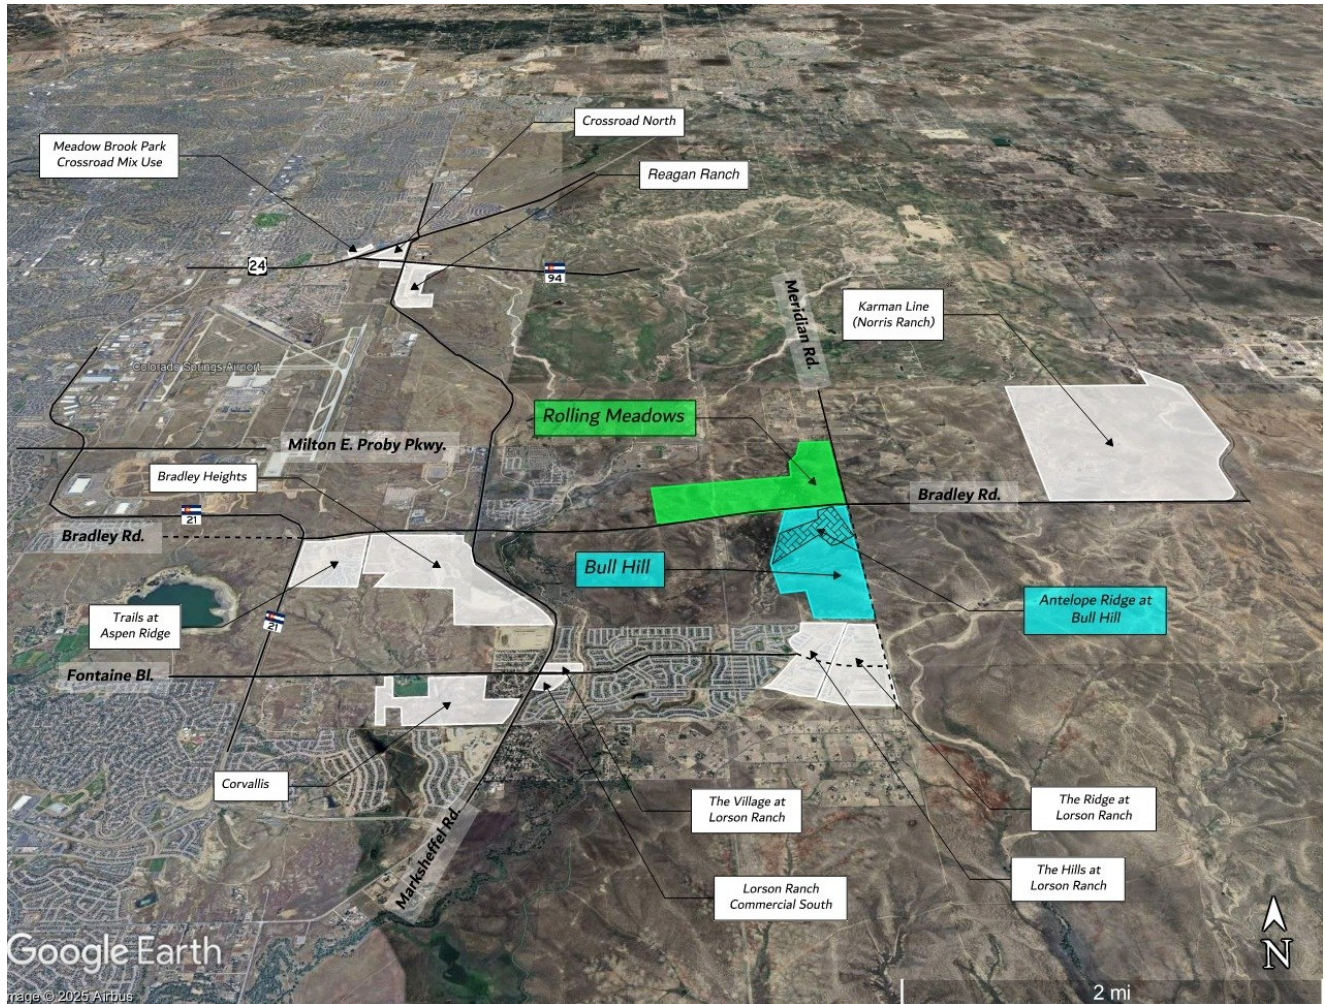 Crossroad North
Meadow Brook Park
Crossroad Mix Use
Reagan Ranch
24
94
Meridian Rd.
Karman Line
(Norris Ranch)
Colorado Springs Airport
Rolling Meadows
Milton E. Proby Pkwy.
Bradley Heights
Bradley Rd.
21
Bradley Rd.
Bull Hill
Antelope Ridge at
Bull Hill
Trails at
Aspen Ridge
21
Fontaine Bl.
Corvallis
The Village at
Lorson Ranch
The Ridge at
Lorson Ranch
Marksheffel Rd.
The Hills at
Lorson Ranch
Lorson Ranch
Commercial South
Google Earth
N
mage © 2025 Airbus
2 mi